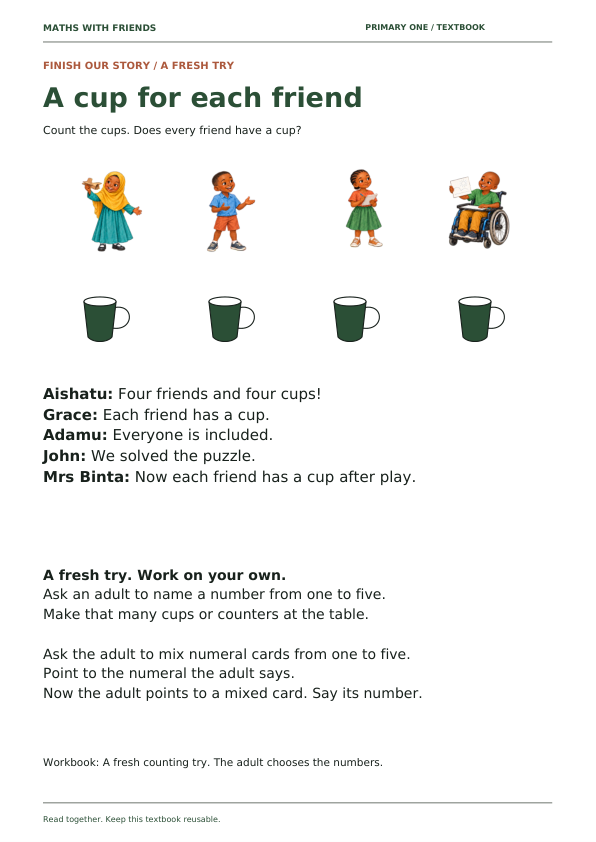 MATHS WITH FRIENDS
PRIMARY ONE / TEXTBOOK
FINISH OUR STORY / A FRESH TRY
A cup for each friend
Count the cups. Does every friend have a cup?
Aishatu: Four friends and four cups!
Grace: Each friend has a cup.
Adamu: Everyone is included.
John: We solved the puzzle.
Mrs Binta: Now each friend has a cup after play.
A fresh try. Work on your own.
Ask an adult to name a number from one to five.
Make that many cups or counters at the table.
Ask the adult to mix numeral cards from one to five.
Point to the numeral the adult says.
Now the adult points to a mixed card. Say its number.
Workbook: A fresh counting try. The adult chooses the numbers.
Read together. Keep this textbook reusable.